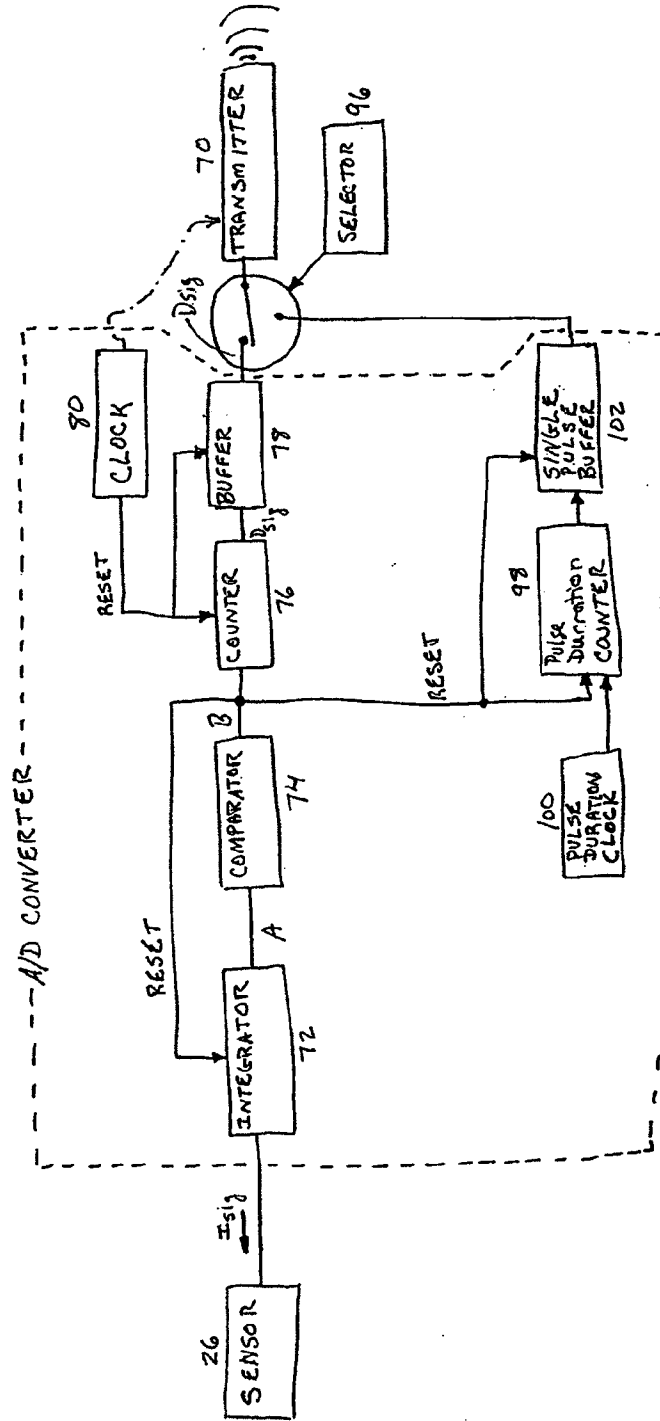 A/D CONVERTER
26
SENSOR
Isig
RESET
INTEGRATOR
72
A
COMPARATOR
74
B
RESET
COUNTER
76
Dsig
BUFFER
78
80
CLOCK
Dsig
70
TRANSMITTER
SELECTOR
96
RESET
100
PULSE
DURATION
CLOCK
98
Pulse
Durration
COUNTER
SINGLE
PULSE
BUFFER
102